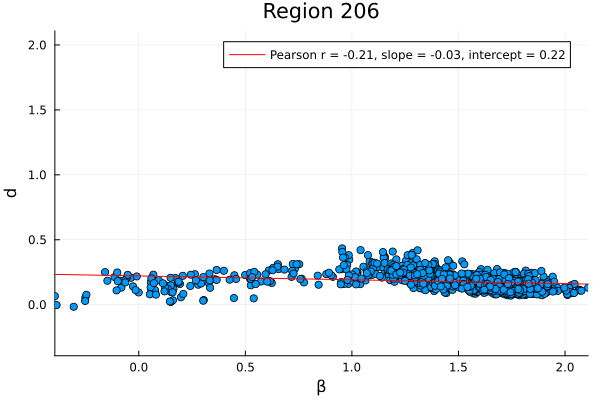 Region 206
Pearson r = -0.21, slope = -0.03, intercept = 0.22
2.0
1.5
1.0
0.5
0.0
d
0.0 0.5 1.0 1.5 2.0
β